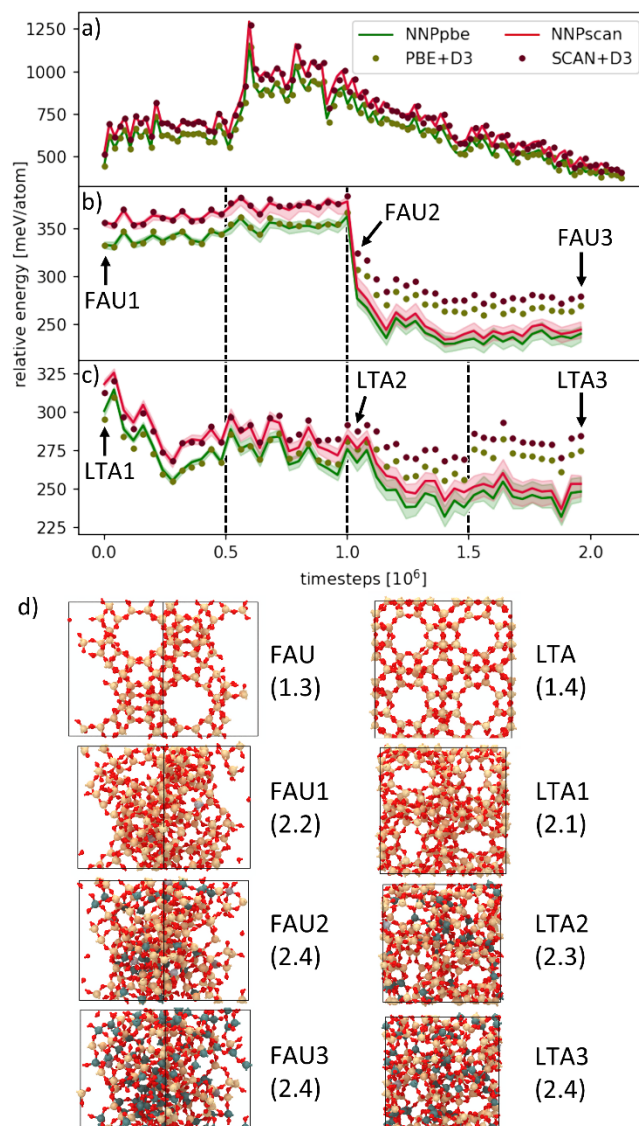 a)
NNPpbe
NNPscan
PBE+D3
SCAN+D3
1250
1000
750
500
relative energy [meV/atom]
b)
350
300
250
FAU1
FAU2
FAU3
c)
325
300
275
250
225
LTA1
LTA2
LTA3
0.0 0.5 1.0 1.5 2.0
timesteps [10⁶]
d)
FAU
(1.3)
LTA
(1.4)
FAU1
(2.2)
LTA1
(2.1)
FAU2
(2.4)
LTA2
(2.3)
FAU3
(2.4)
LTA3
(2.4)